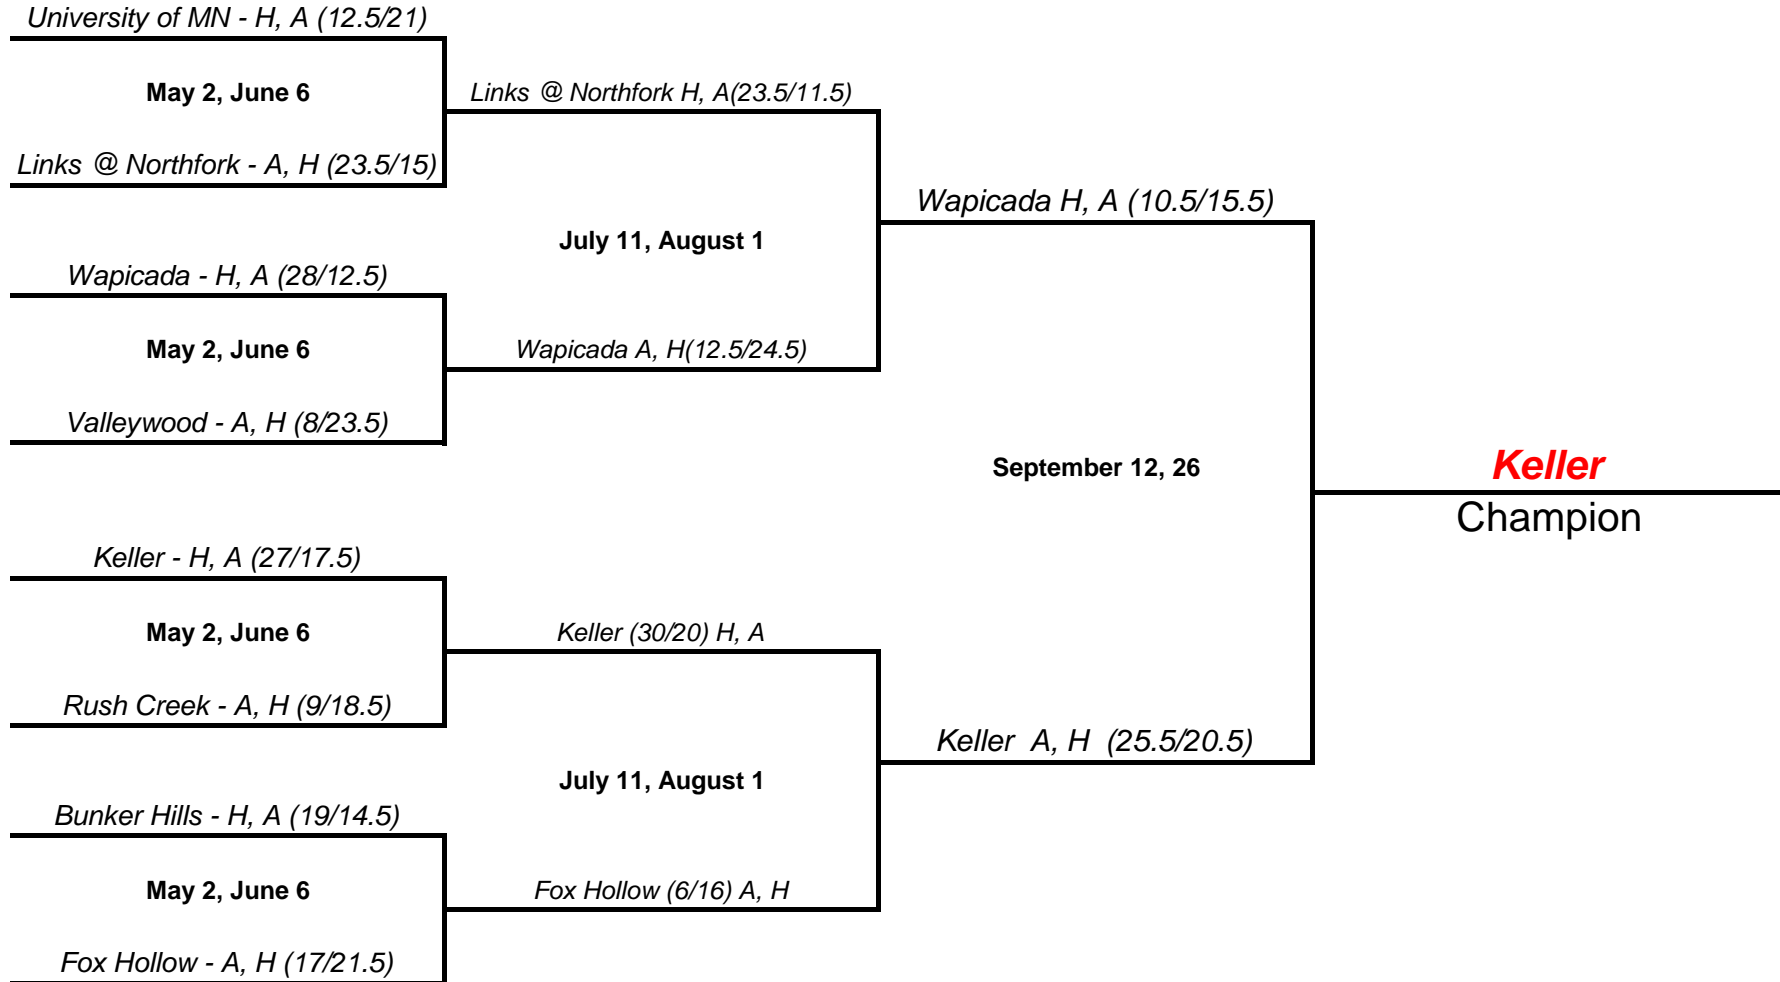 University of MN - H, A (12.5/21)
May 2, June 6
Links @ Northfork - A, H (23.5/15)
Wapicada - H, A (28/12.5)
May 2, June 6
Valleywood - A, H (8/23.5)
Keller - H, A (27/17.5)
May 2, June 6
Rush Creek - A, H (9/18.5)
Bunker Hills - H, A (19/14.5)
May 2, June 6
Fox Hollow - A, H (17/21.5)
Links @ Northfork H, A(23.5/11.5)
July 11, August 1
Wapicada A, H(12.5/24.5)
Keller (30/20) H, A
July 11, August 1
Fox Hollow (6/16) A, H
Wapicada H, A (10.5/15.5)
September 12, 26
Keller A, H (25.5/20.5)
Keller
Champion